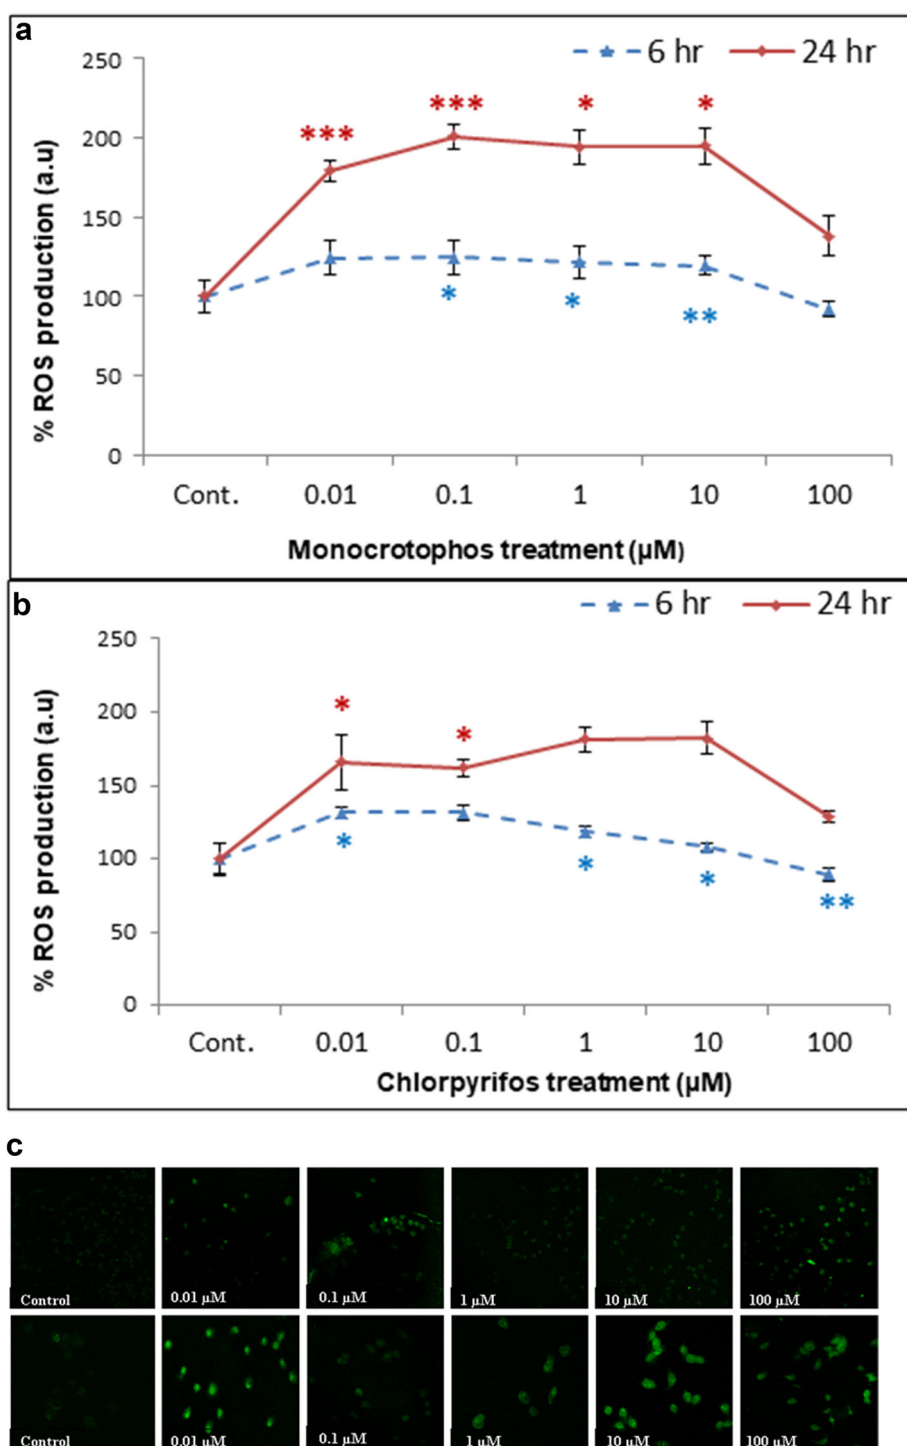 a
6 hr 24 hr
250
200
150
100
50
0
% ROS production (a.u)
*** *** * *
* * **
Cont. 0.01 0.1 1 10 100
Monocrotophos treatment (µM)
b
6 hr 24 hr
250
200
150
100
50
0
% ROS production (a.u)
* *
* * * **
Cont. 0.01 0.1 1 10 100
Chlorpyrifos treatment (µM)
c
Control 0.01 µM 0.1 µM 1 µM 10 µM 100 µM
Control 0.01 µM 0.1 µM 1 µM 10 µM 100 µM